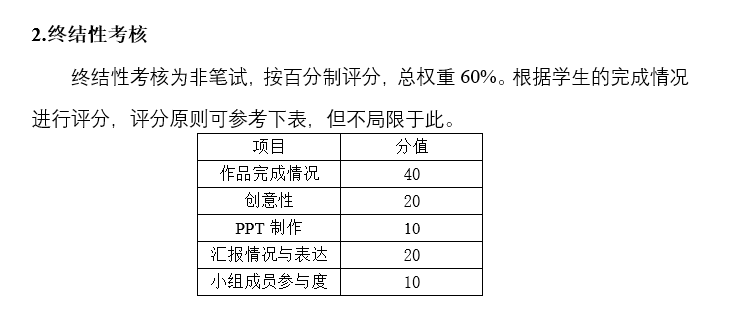 2.终结性考核
终结性考核为非笔试，按百分制评分，总权重 60%。根据学生的完成情况
进行评分，评分原则可参考下表，但不局限于此。
项目 分值
作品完成情况 40
创意性 20
PPT 制作 10
汇报情况与表达 20
小组成员参与度 10